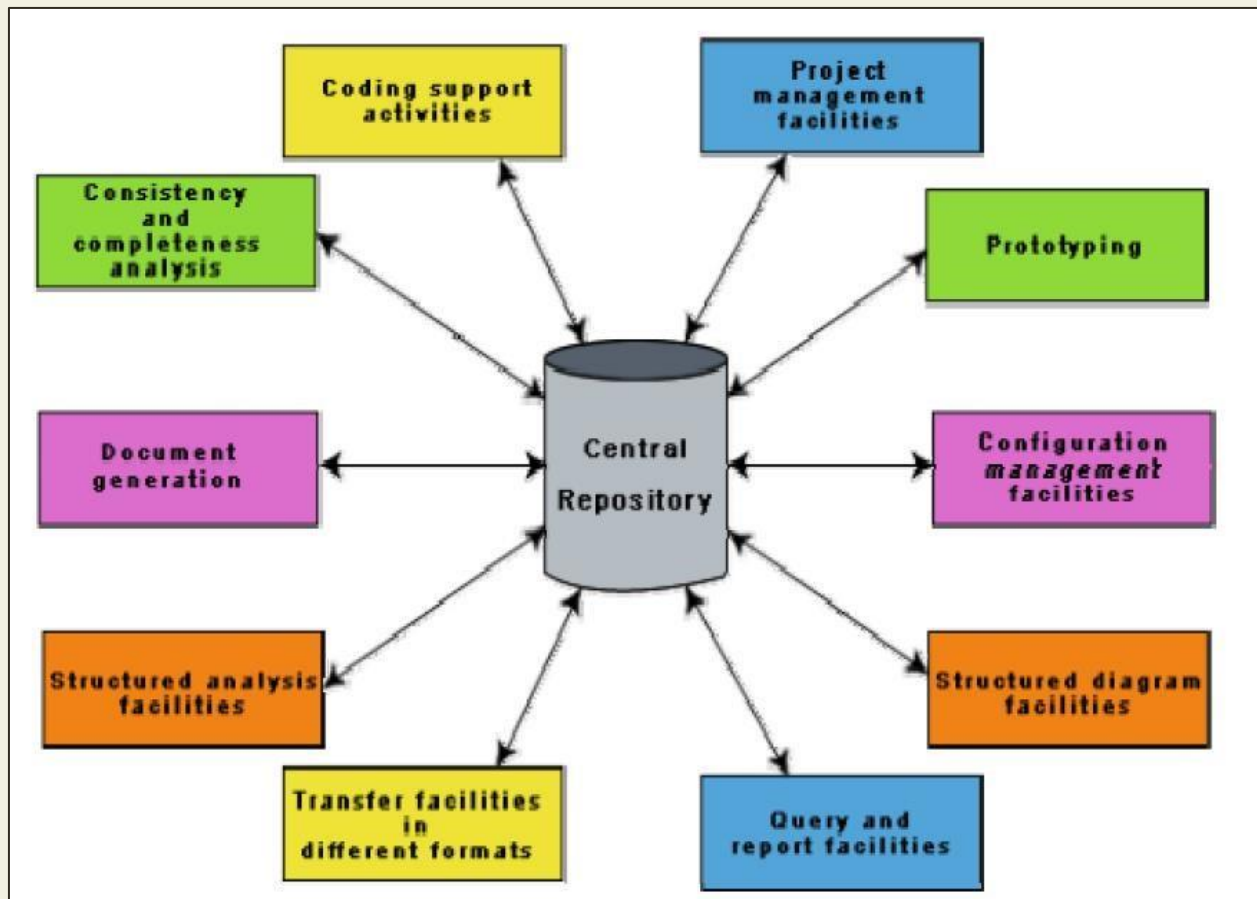 Coding support
activities
Project
management
facilities
Consistency
and
completeness
analysis
Prototyping
Central
Repository
Document
generation
Configuration
management
facilities
Structured analysis
facilities
Structured diagram
facilities
Transfer facilities
in
different formats
Query and
report facilities